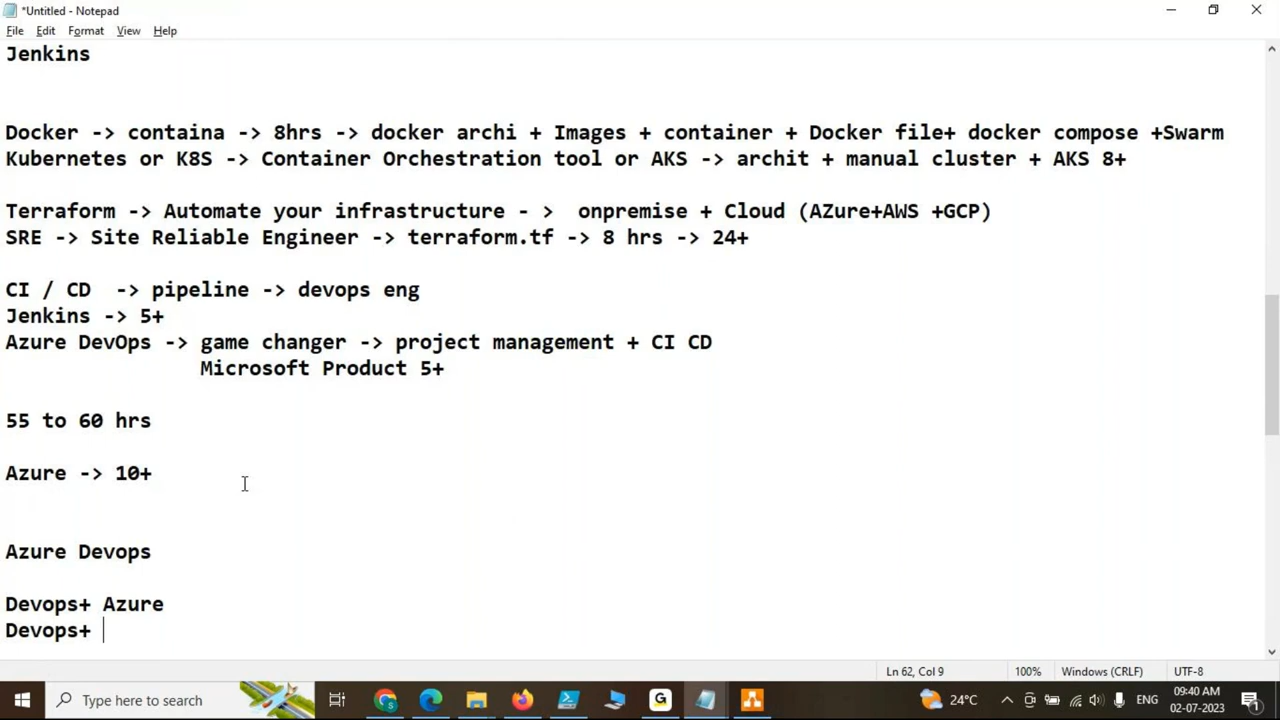 *Untitled - Notepad
File Edit Format View Help
Jenkins
Docker -> containa -> 8hrs -> docker archi + Images + container + Docker file+ docker compose +Swarm
Kubernetes or K8S -> Container Orchestration tool or AKS -> archit + manual cluster + AKS 8+
Terraform -> Automate your infrastructure - >  onpremise + Cloud (AZure+AWS +GCP)
SRE -> Site Reliable Engineer -> terraform.tf -> 8 hrs -> 24+
CI / CD  -> pipeline -> devops eng
Jenkins -> 5+
Azure DevOps -> game changer -> project management + CI CD
Microsoft Product 5+
55 to 60 hrs
Azure -> 10+
Azure Devops
Devops+ Azure
Devops+
Ln 62, Col 9 100% Windows (CRLF) UTF-8
Type here to search 24°C ENG 09:40 AM
02-07-2023